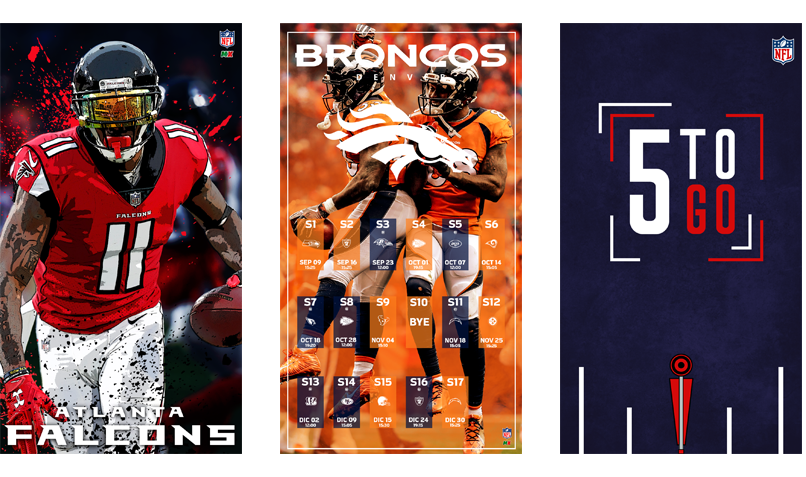 NFL
11
11
FALCONS
11
ATLANTA
FALCONS
BRONCOS
DENVER
S1 S2 S3 S4 S5 S6
SEP 09 SEP 16 SEP 23 OCT 01 OCT 07 OCT 14
S7 S8 S9 S10 S11 S12
BYE
OCT 18 OCT 28 NOV 04 NOV 18 NOV 25
S13 S14 S15 S16 S17
DIC 02 DIC 09 DIC 15 DIC 24 DIC 30
NFL
5 TO
GO